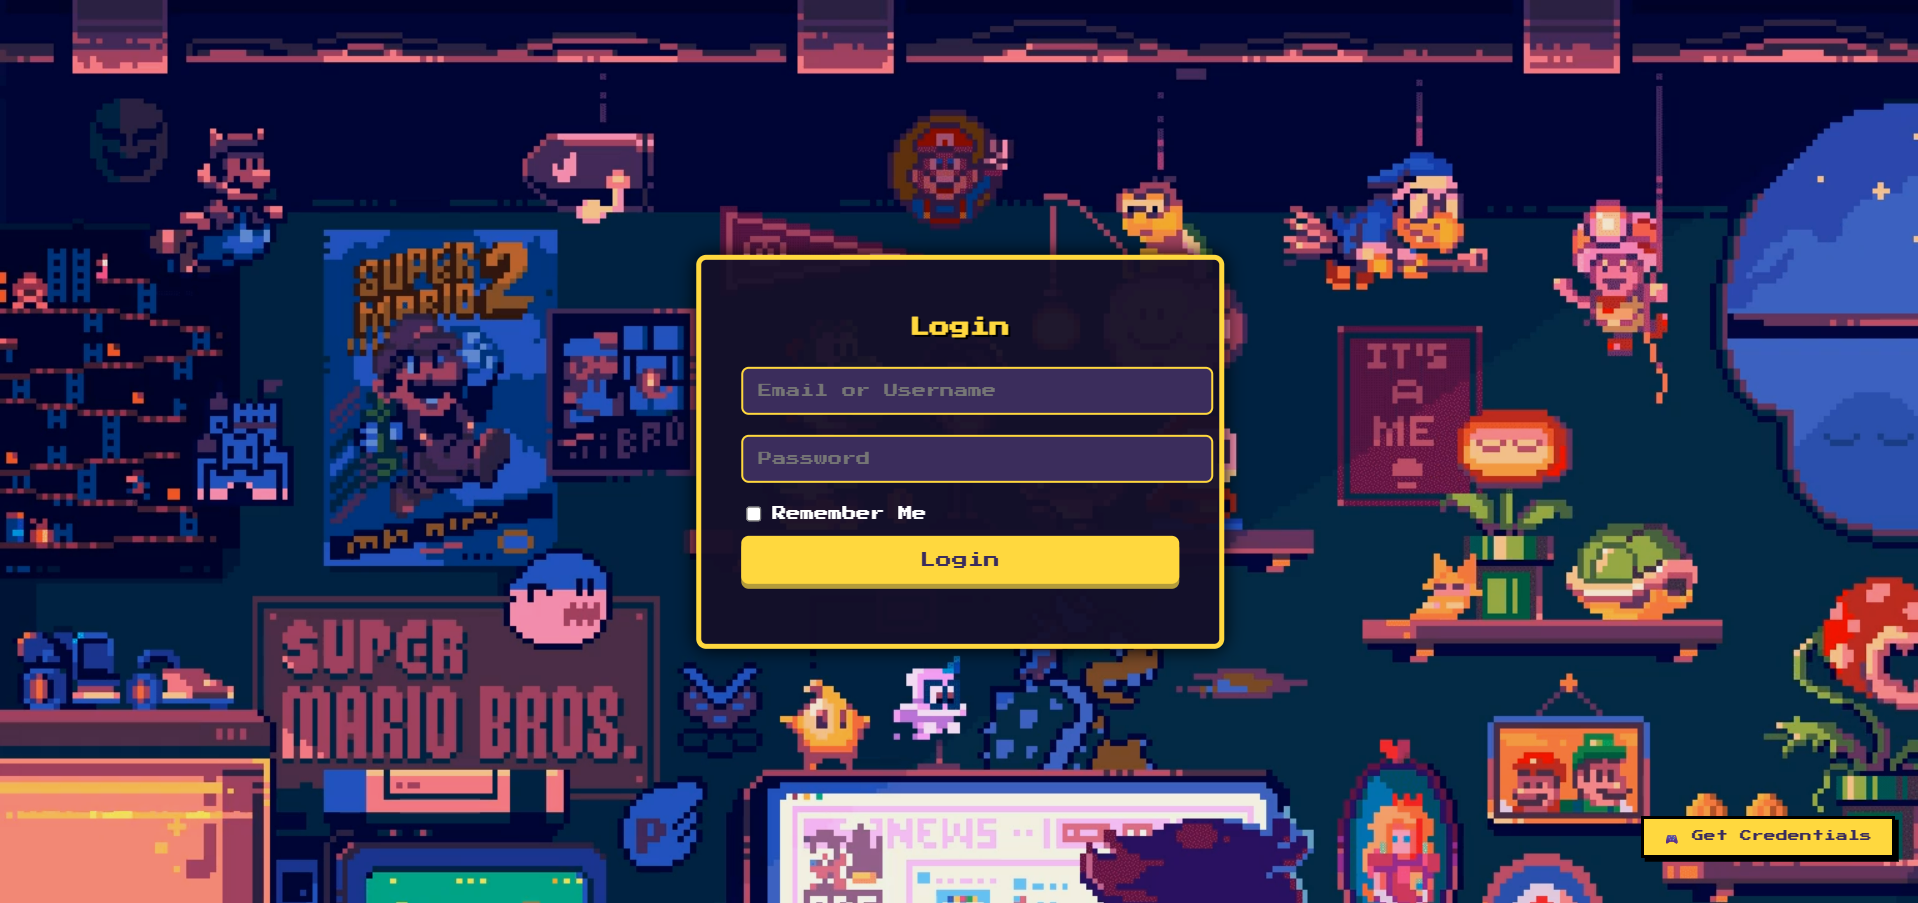 SUPER
MARIO 2
BRO
IT'S
A
ME
Login
Email or Username
Password
Remember Me
Login
SUPER
MARIO BROS.
P
NEWS
Get Credentials